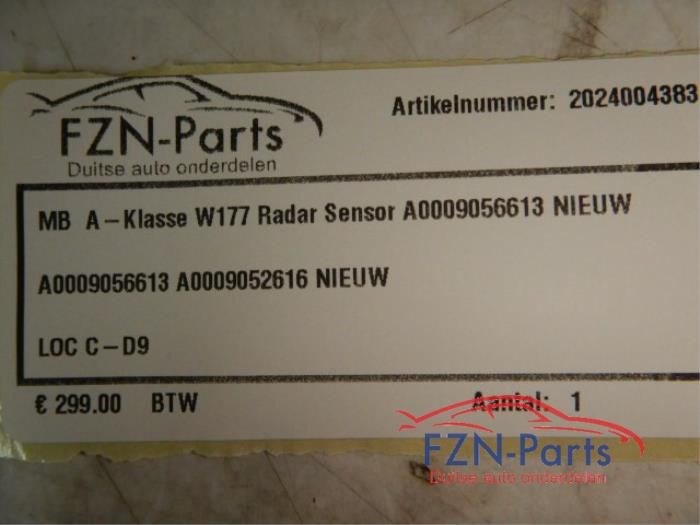 FZN-Parts
Duitse auto onderdelen
Artikelnummer: 2024004383
MB A-Klasse W177 Radar Sensor A0009056613 NIEUW
A0009056613 A0009052616 NIEUW
LOC C-D9
€ 299.00 BTW
Aantal: 1
FZN-Parts
Duitse auto onderdelen